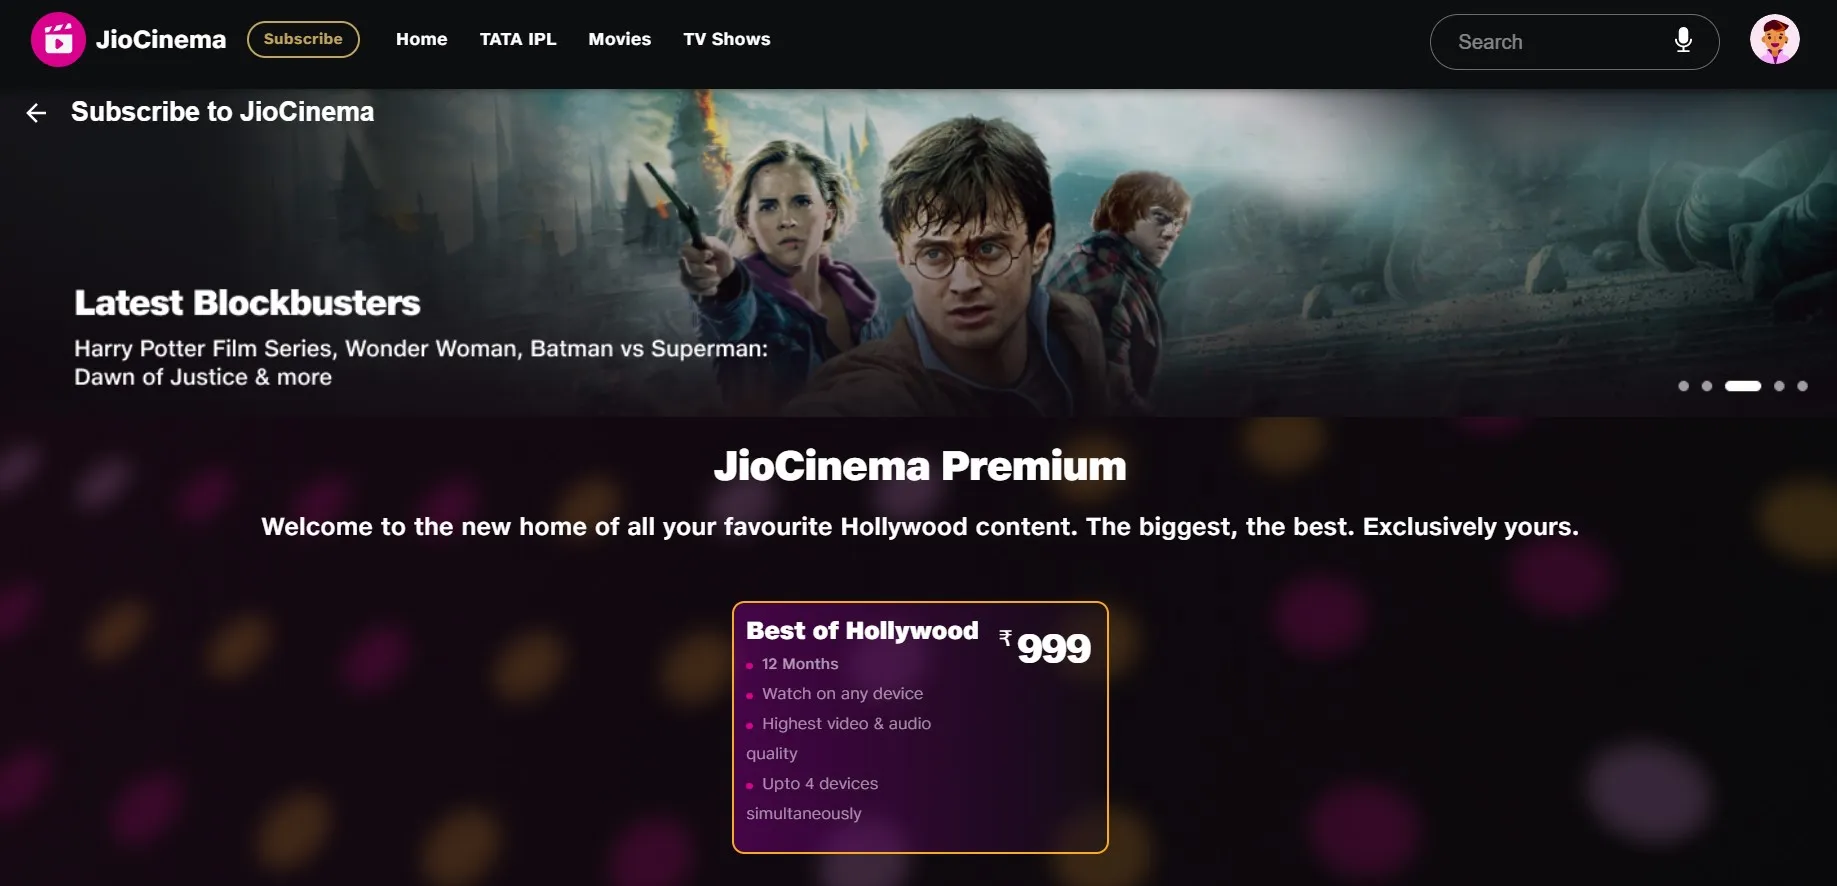 JioCinema
Subscribe
Home
TATA IPL
Movies
TV Shows
Search
Subscribe to JioCinema
Latest Blockbusters
Harry Potter Film Series, Wonder Woman, Batman vs Superman:
Dawn of Justice & more
JioCinema Premium
Welcome to the new home of all your favourite Hollywood content. The biggest, the best. Exclusively yours.
Best of Hollywood
₹999
12 Months
Watch on any device
Highest video & audio
quality
Upto 4 devices
simultaneously